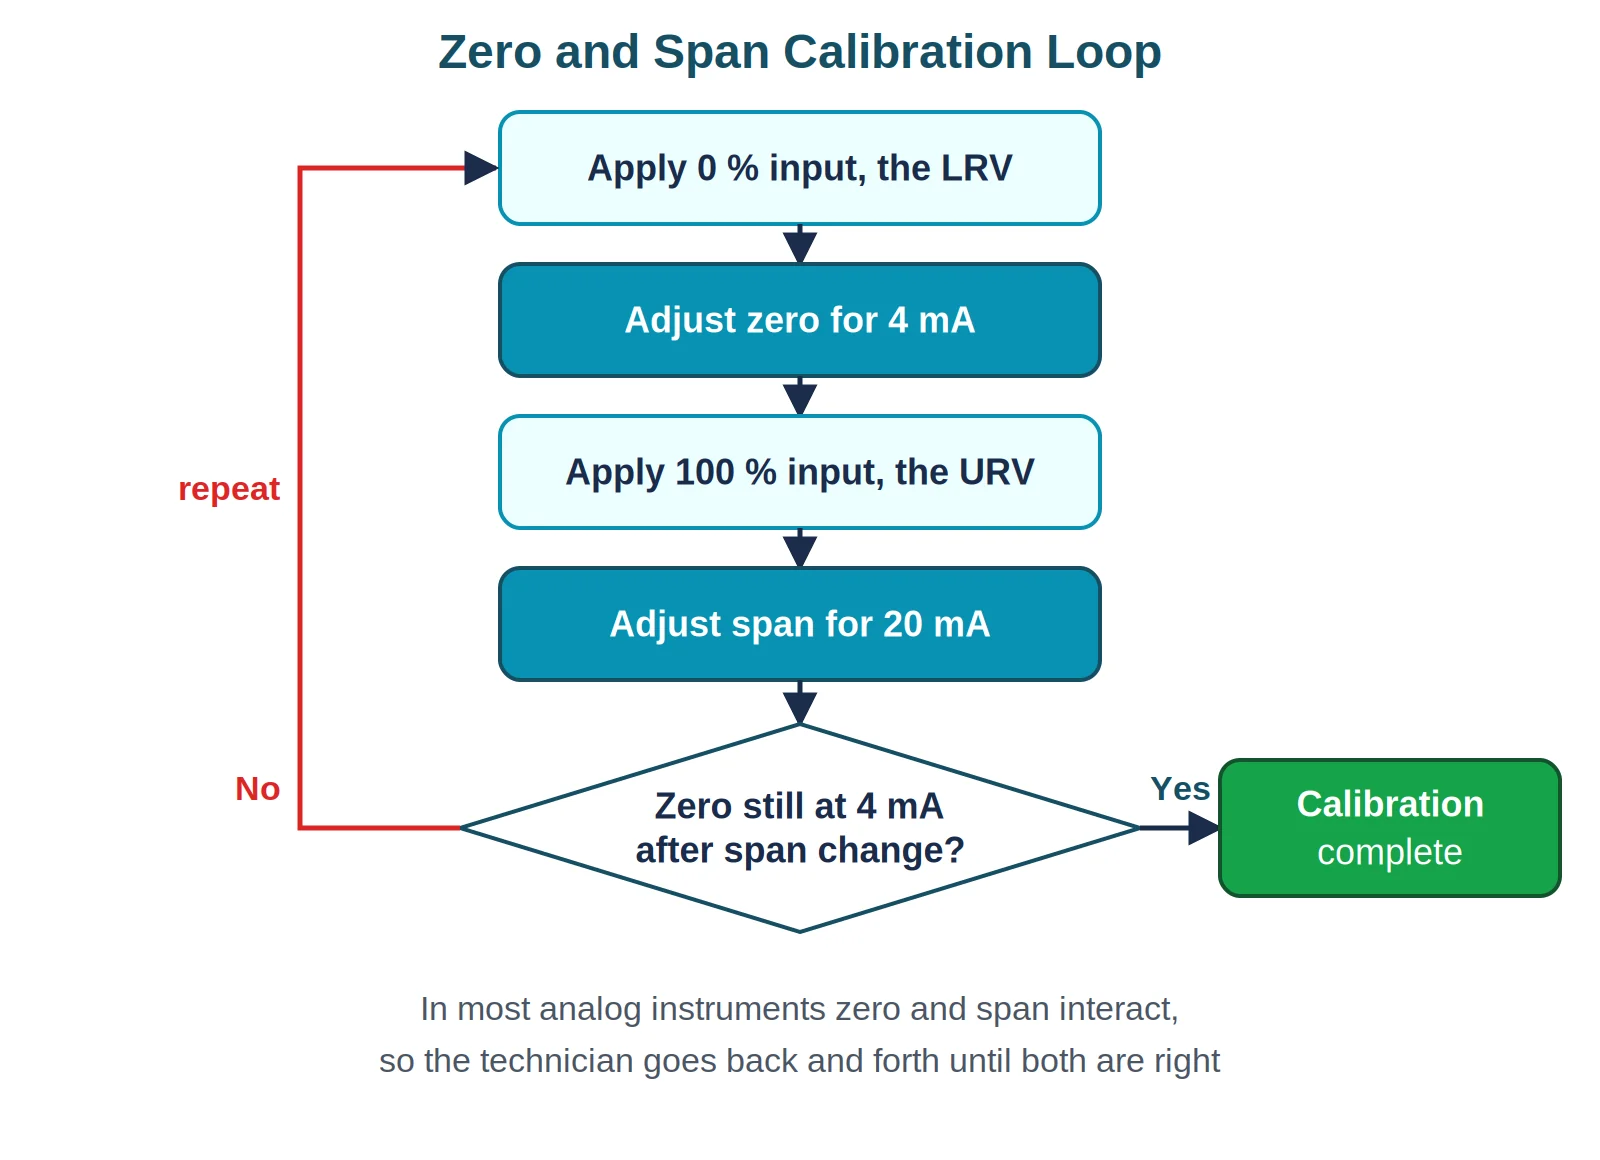 Zero and Span Calibration Loop
Apply 0 % input, the LRV
Adjust zero for 4 mA
Apply 100 % input, the URV
repeat
Adjust span for 20 mA
No
Zero still at 4 mA
after span change?
Yes
Calibration
complete
In most analog instruments zero and span interact,
so the technician goes back and forth until both are right